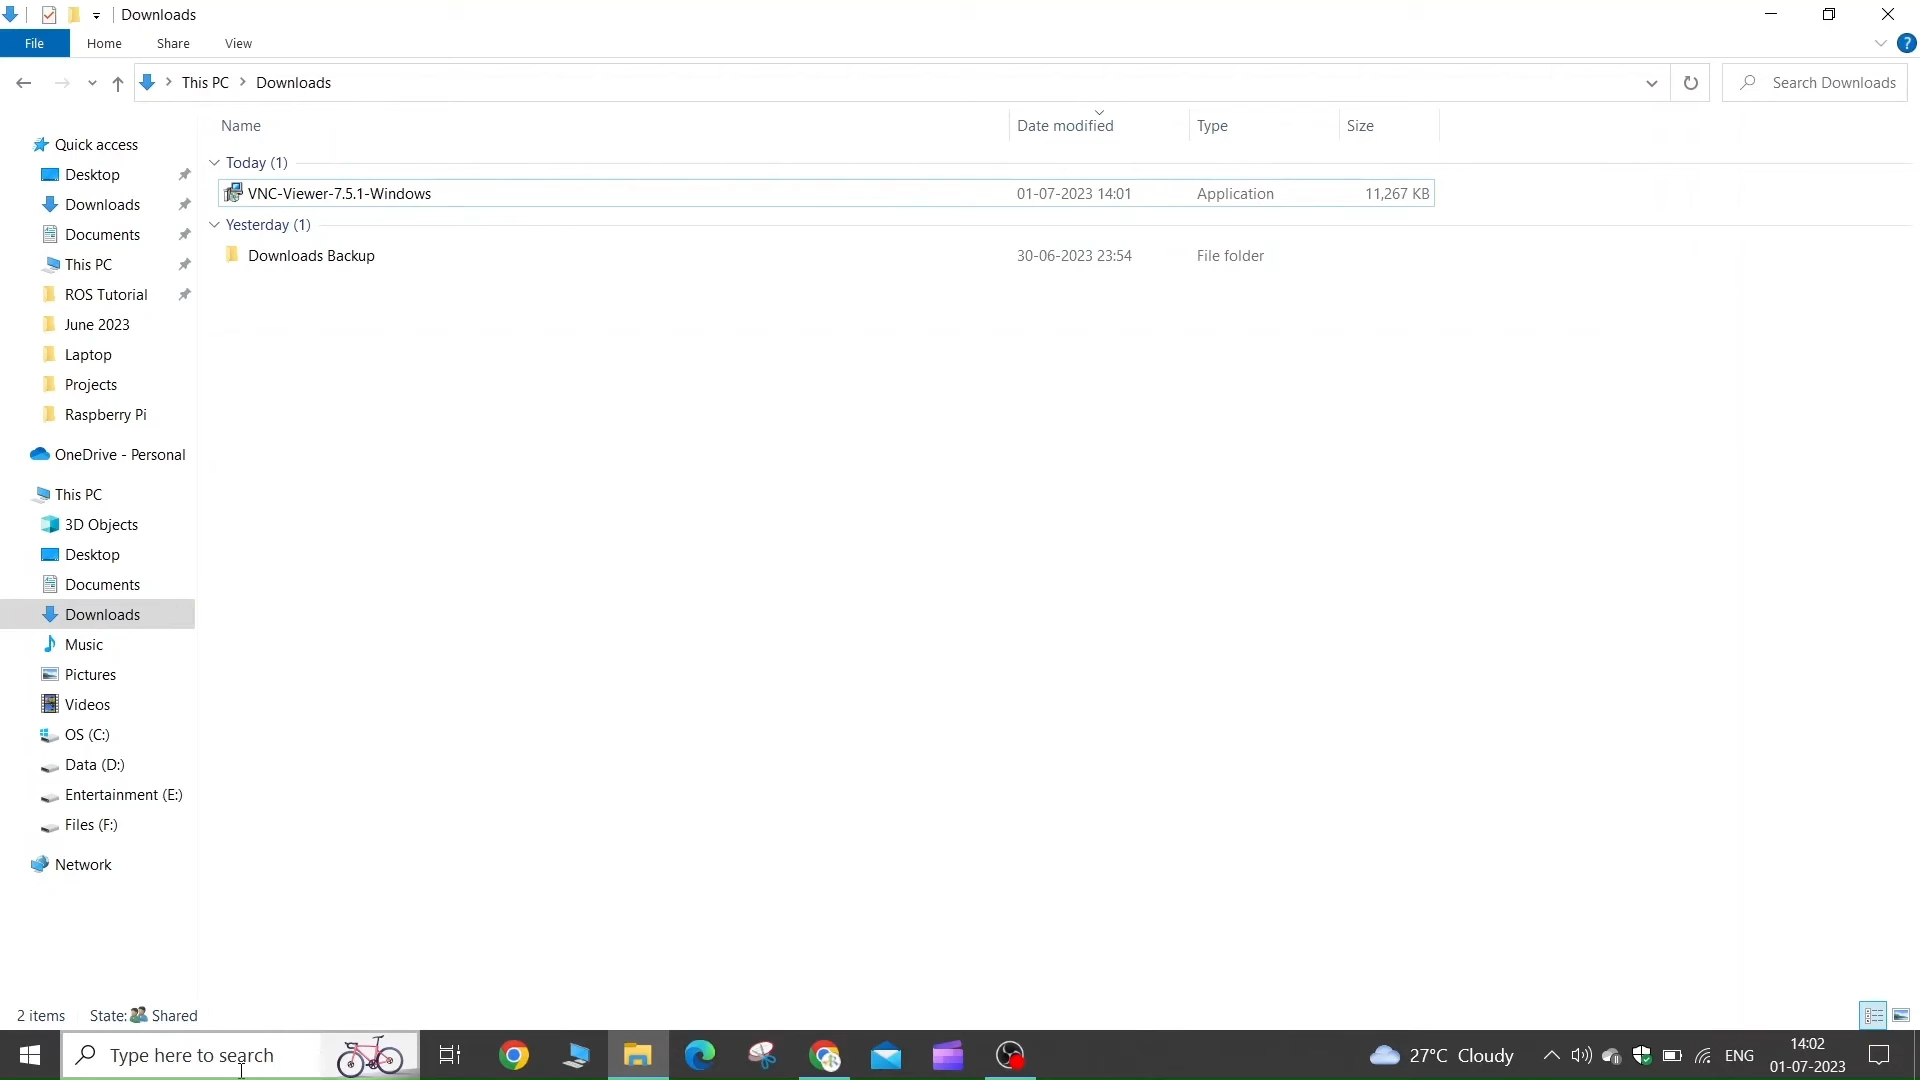 Downloads
File Home Share View
This PC Downloads Search Downloads
Name Date modified Type Size
Today (1)
VNC-Viewer-7.5.1-Windows 01-07-2023 14:01 Application 11,267 KB
Yesterday (1)
Downloads Backup 30-06-2023 23:54 File folder
Quick access
Desktop
Downloads
Documents
This PC
ROS Tutorial
June 2023
Laptop
Projects
Raspberry Pi
OneDrive - Personal
This PC
3D Objects
Desktop
Documents
Downloads
Music
Pictures
Videos
OS (C:)
Data (D:)
Entertainment (E:)
Files (F:)
Network
2 items State: Shared
Type here to search
27°C Cloudy
ENG
14:02
01-07-2023